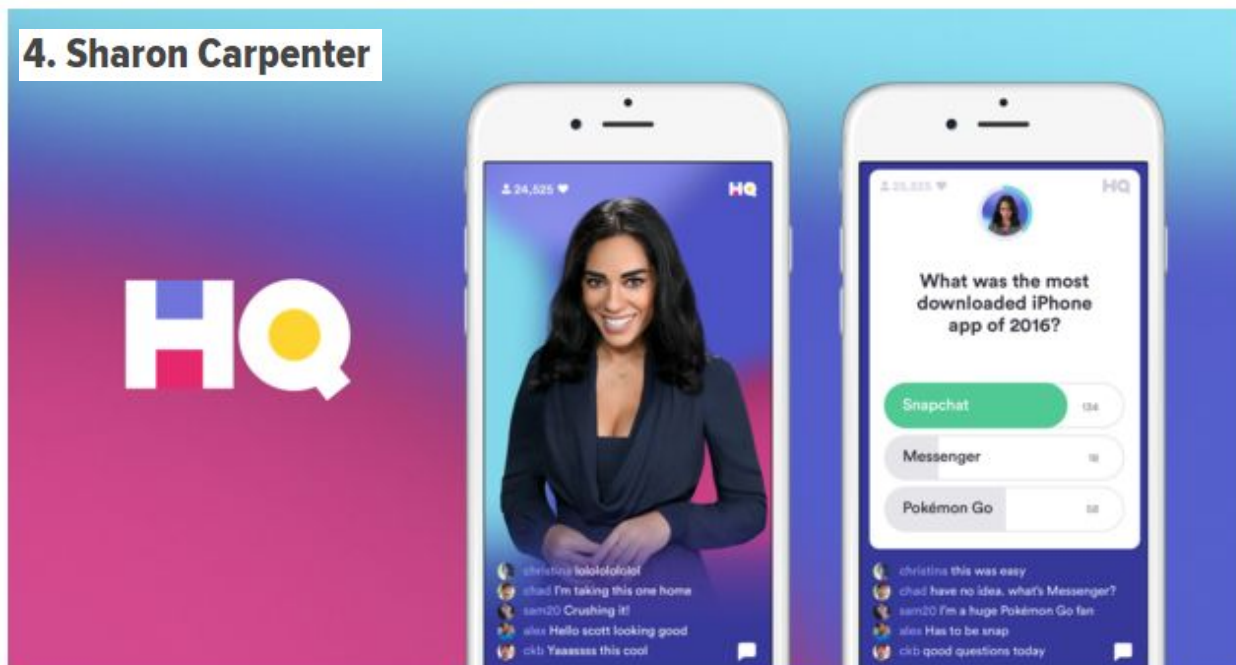 4. Sharon Carpenter
HQ
24,525
HQ
christina lolololololol
chad I'm taking this one home
sam20 Crushing it!
alex Hello scott looking good
ckb Yaaassss this cool
HQ
What was the most
downloaded iPhone
app of 2016?
Snapchat 134
Messenger
Pokémon Go
christina this was easy
chad have no idea. what's Messenger?
sam20 I'm a huge Pokémon Go fan
alex Has to be snap
ckb good questions today